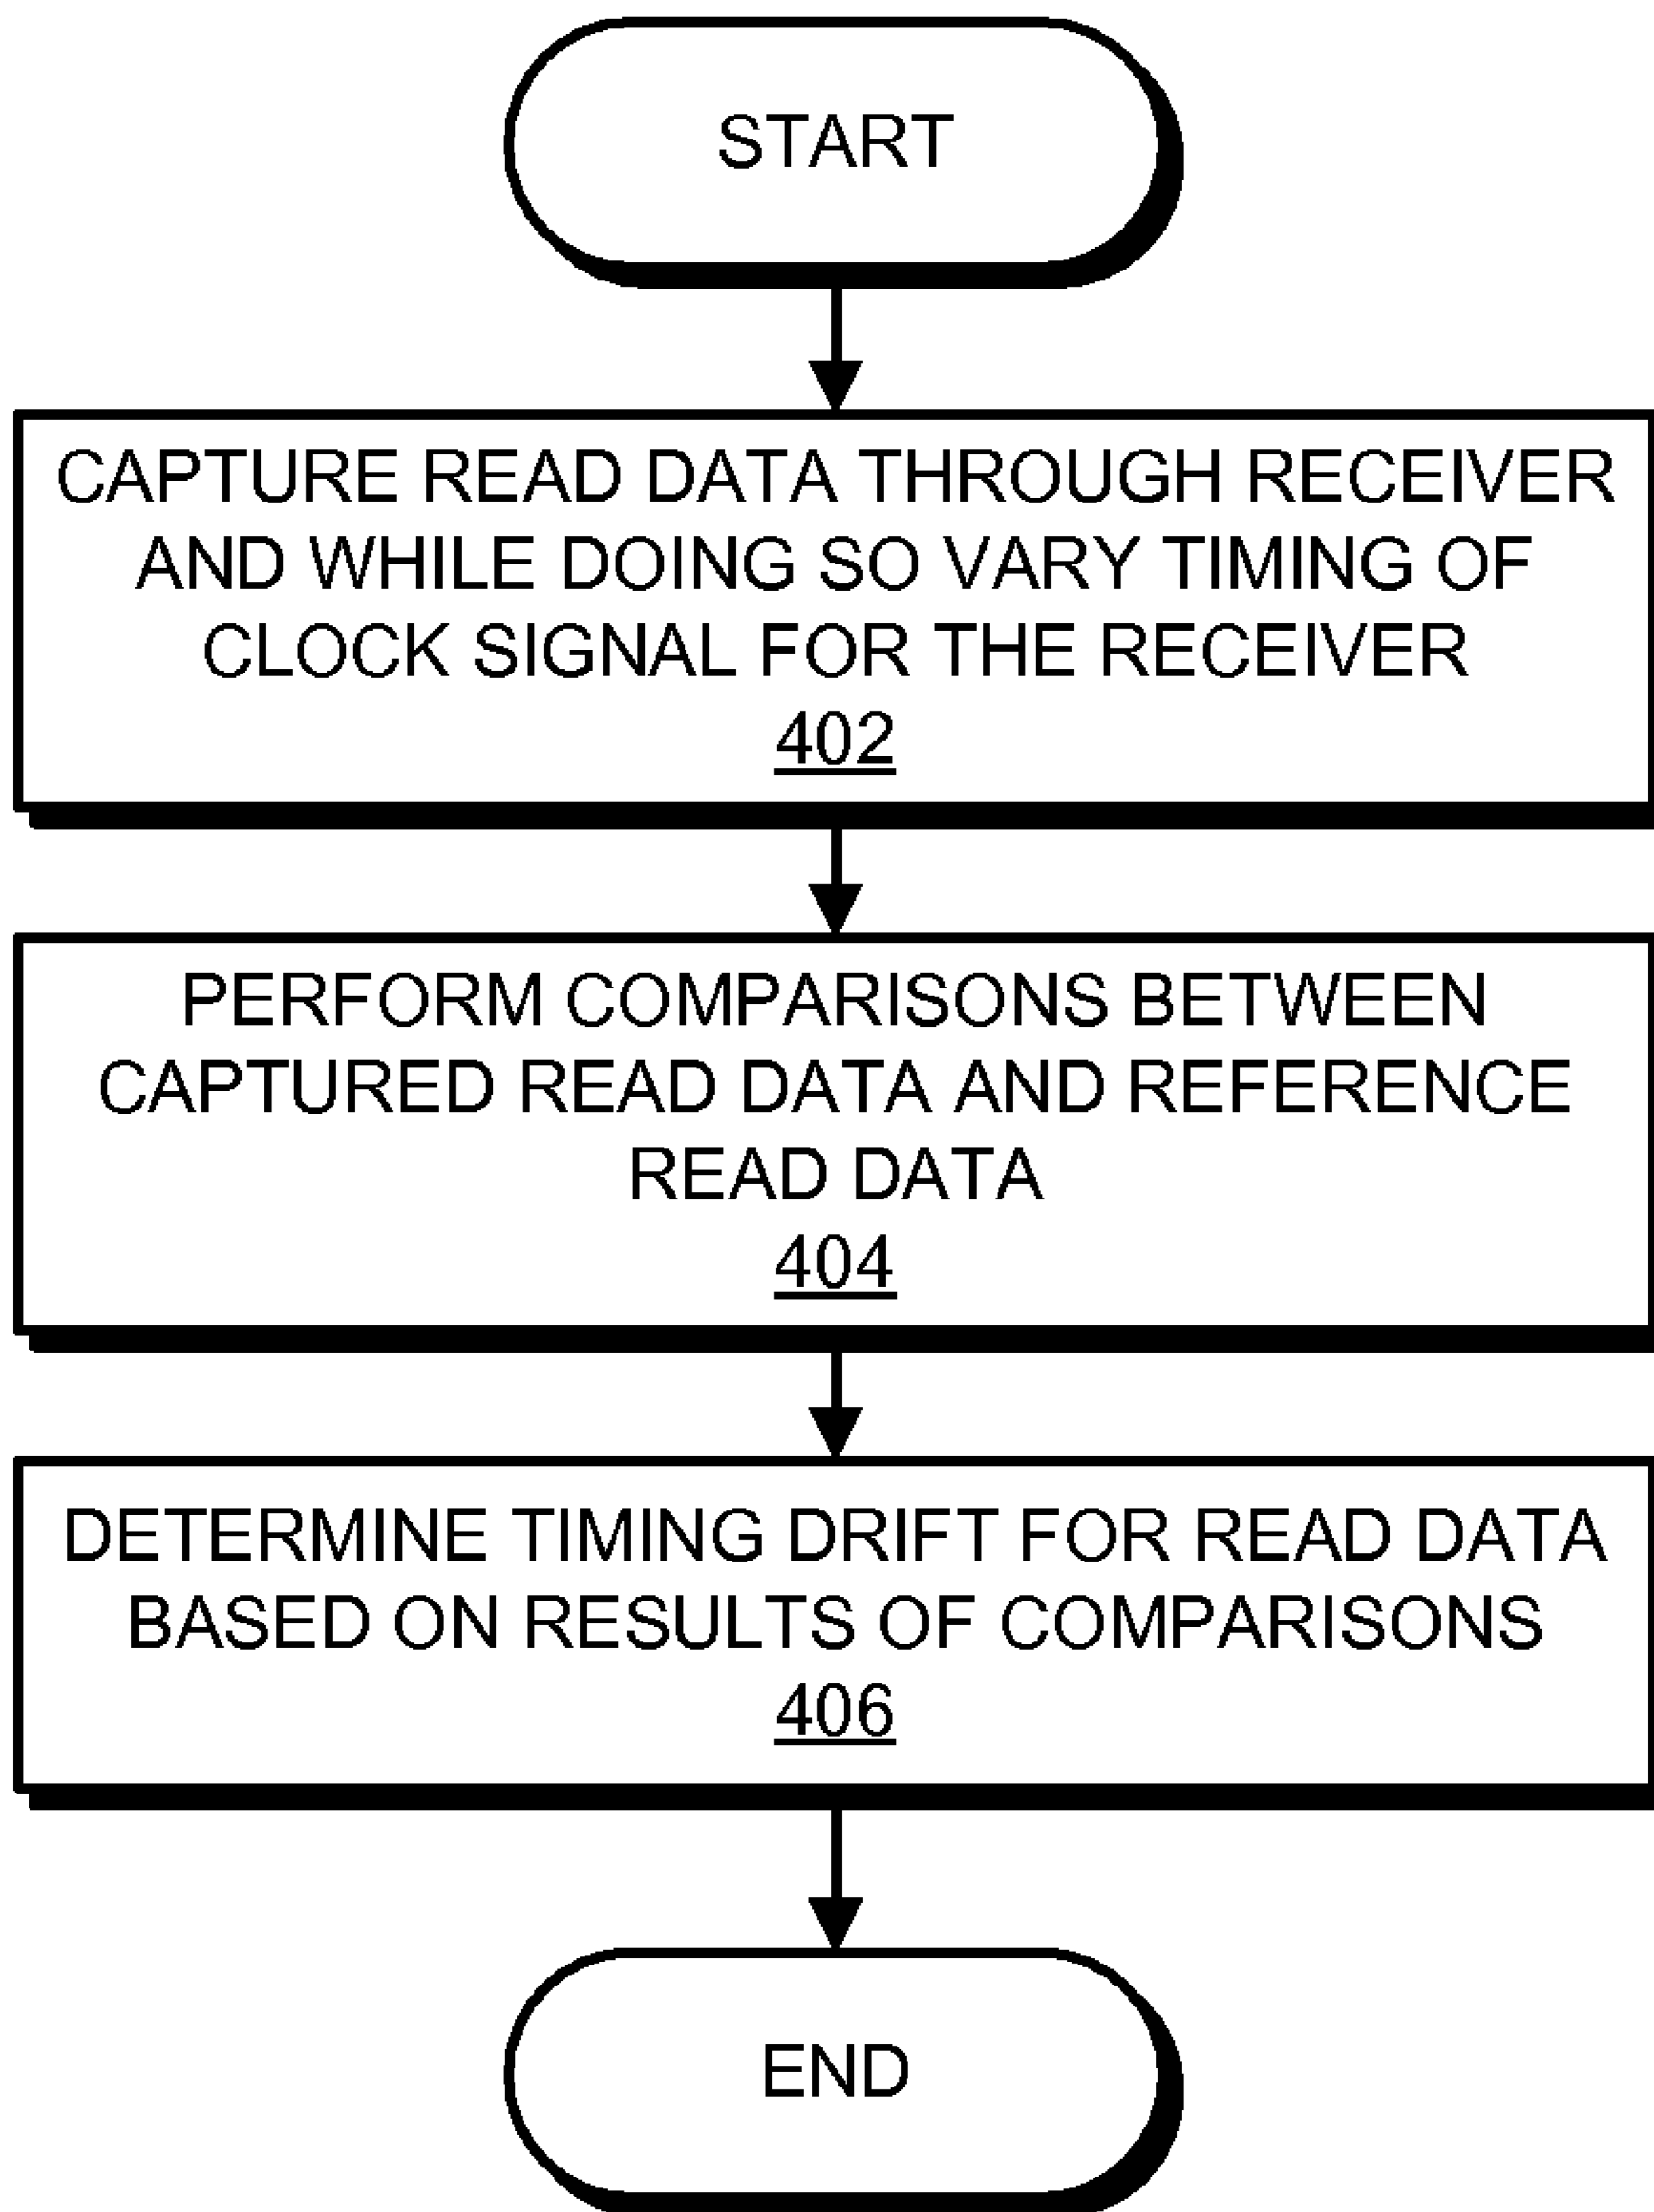 START
CAPTURE READ DATA THROUGH RECEIVER
AND WHILE DOING SO VARY TIMING OF
CLOCK SIGNAL FOR THE RECEIVER
402
PERFORM COMPARISONS BETWEEN
CAPTURED READ DATA AND REFERENCE
READ DATA
404
DETERMINE TIMING DRIFT FOR READ DATA
BASED ON RESULTS OF COMPARISONS
406
END